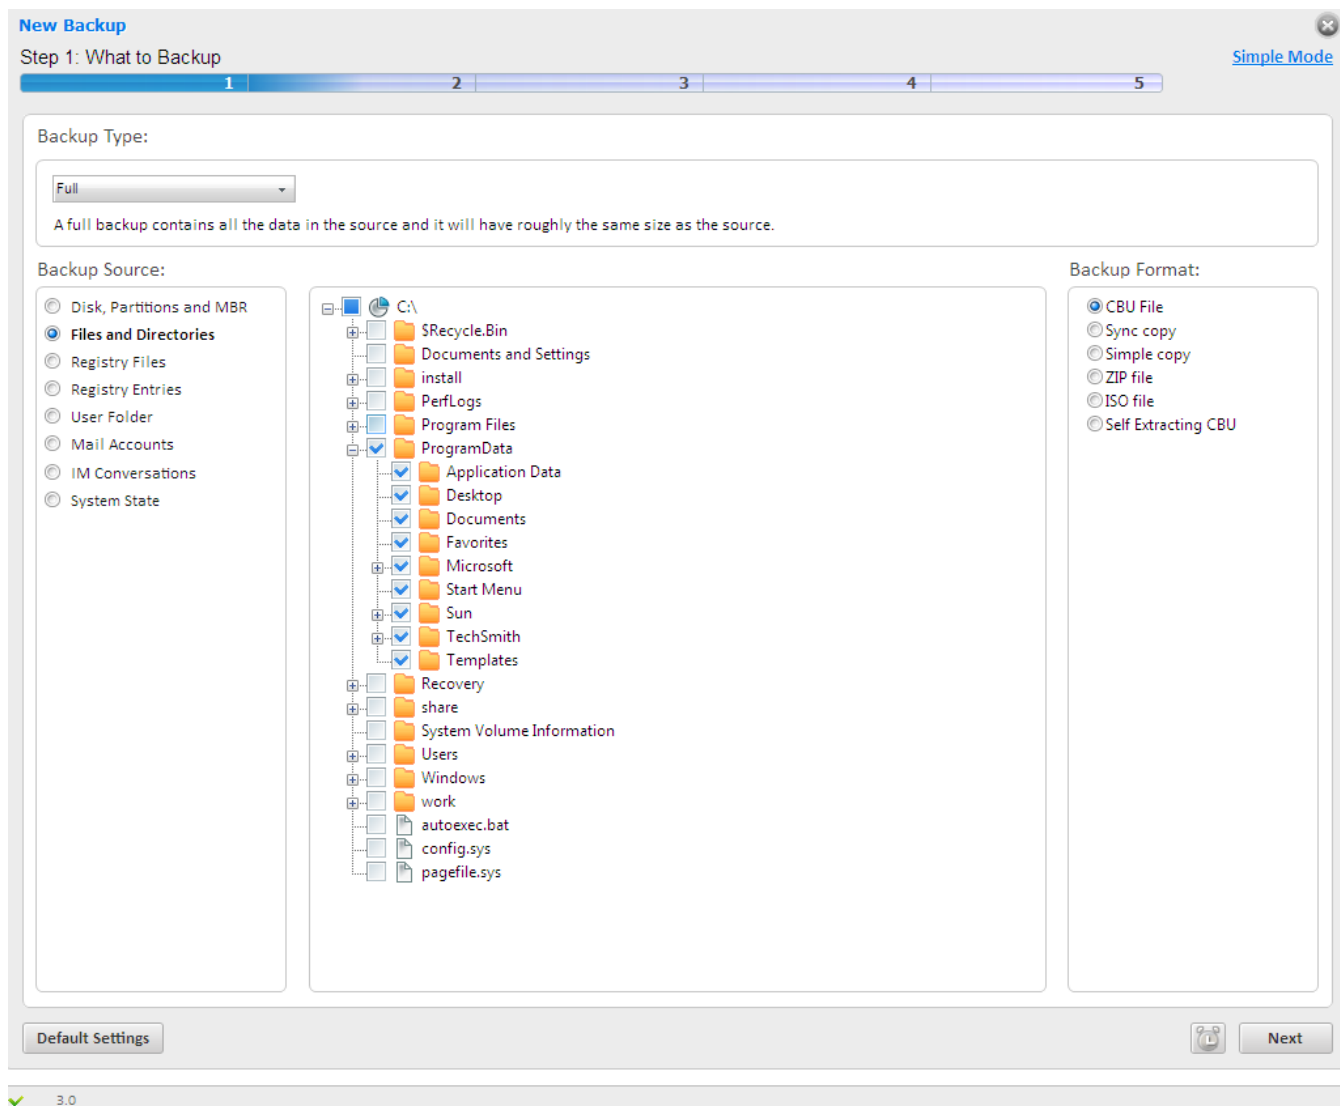 New Backup
Step 1: What to Backup
Simple Mode
1 2 3 4 5
Backup Type:
Full
A full backup contains all the data in the source and it will have roughly the same size as the source.
Backup Source:
Disk, Partitions and MBR
Files and Directories
Registry Files
Registry Entries
User Folder
Mail Accounts
IM Conversations
System State
C:\
$Recycle.Bin
Documents and Settings
install
PerfLogs
Program Files
ProgramData
Application Data
Desktop
Documents
Favorites
Microsoft
Start Menu
Sun
TechSmith
Templates
Recovery
share
System Volume Information
Users
Windows
work
autoexec.bat
config.sys
pagefile.sys
Backup Format:
CBU File
Sync copy
Simple copy
ZIP file
ISO file
Self Extracting CBU
Default Settings
Next
3.0